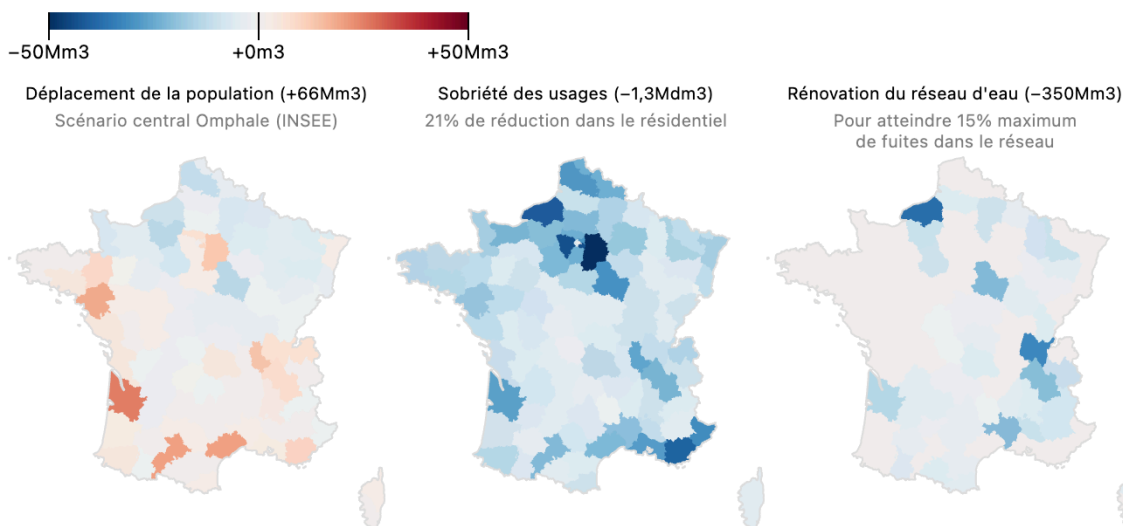 −50Mm3 +0m3 +50Mm3
Déplacement de la population (+66Mm3)
Scénario central Omphale (INSEE)
Sobriété des usages (−1,3Mdm3)
21% de réduction dans le résidentiel
Rénovation du réseau d'eau (−350Mm3)
Pour atteindre 15% maximum
de fuites dans le réseau